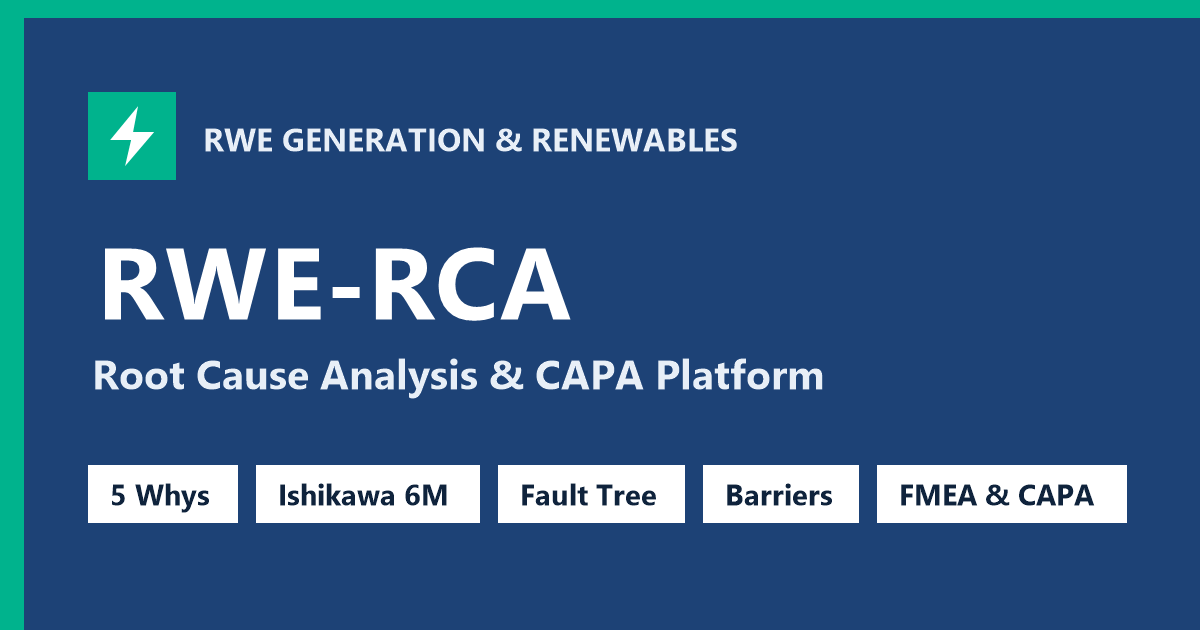 RWE GENERATION & RENEWABLES
RWE-RCA
Root Cause Analysis & CAPA Platform
5 Whys Ishikawa 6M Fault Tree Barriers FMEA & CAPA